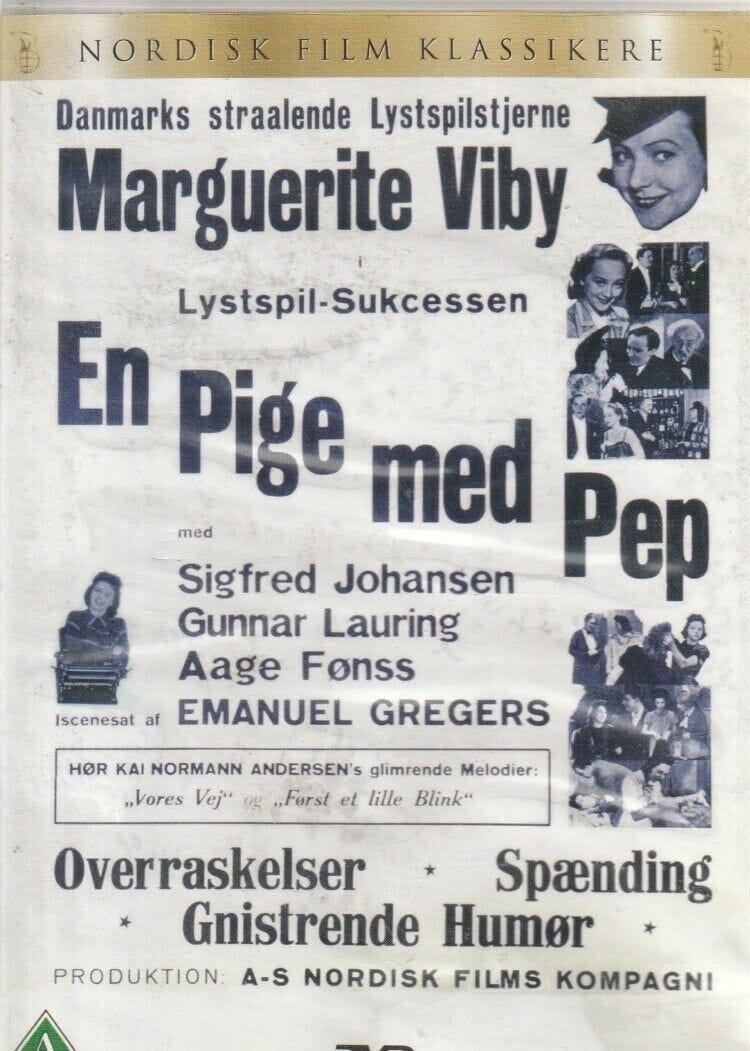 NORDISK FILM KLASSIKERE
Danmarks straalende Lystspilstjerne
Marguerite Viby
i
Lystspil-Sukcessen
En Pige med Pep
med
Sigfred Johansen
Gunnar Lauring
Aage Fønss
Iscenesat af EMANUEL GREGERS
HØR KAI NORMANN ANDERSEN's glimrende Melodier:
„Vores Vej“ og „Først et lille Blink“
Overraskelser * Spænding
* Gnistrende Humør *
PRODUKTION: A-S NORDISK FILMS KOMPAGNI
A